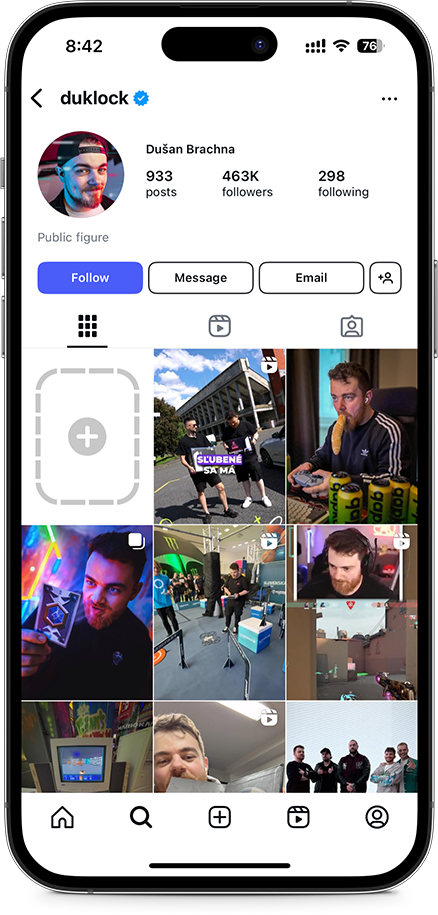 8:42
76
duklock
Dušan Brachna
933 463K 298
posts followers following
Public figure
Follow Message Email
SĽUBENÉ
SA MÁ